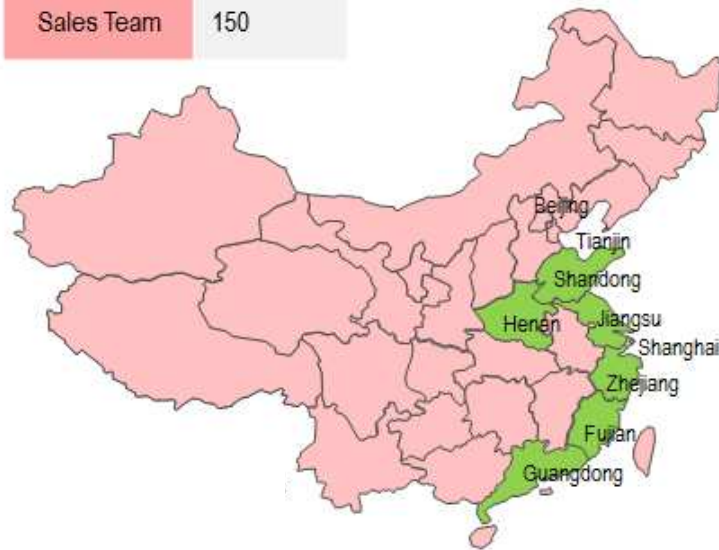 Sales Team 150
Beijing
Tianjin
Shandong
Henan
Jiangsu
Shanghai
Zhejiang
Fujian
Guangdong